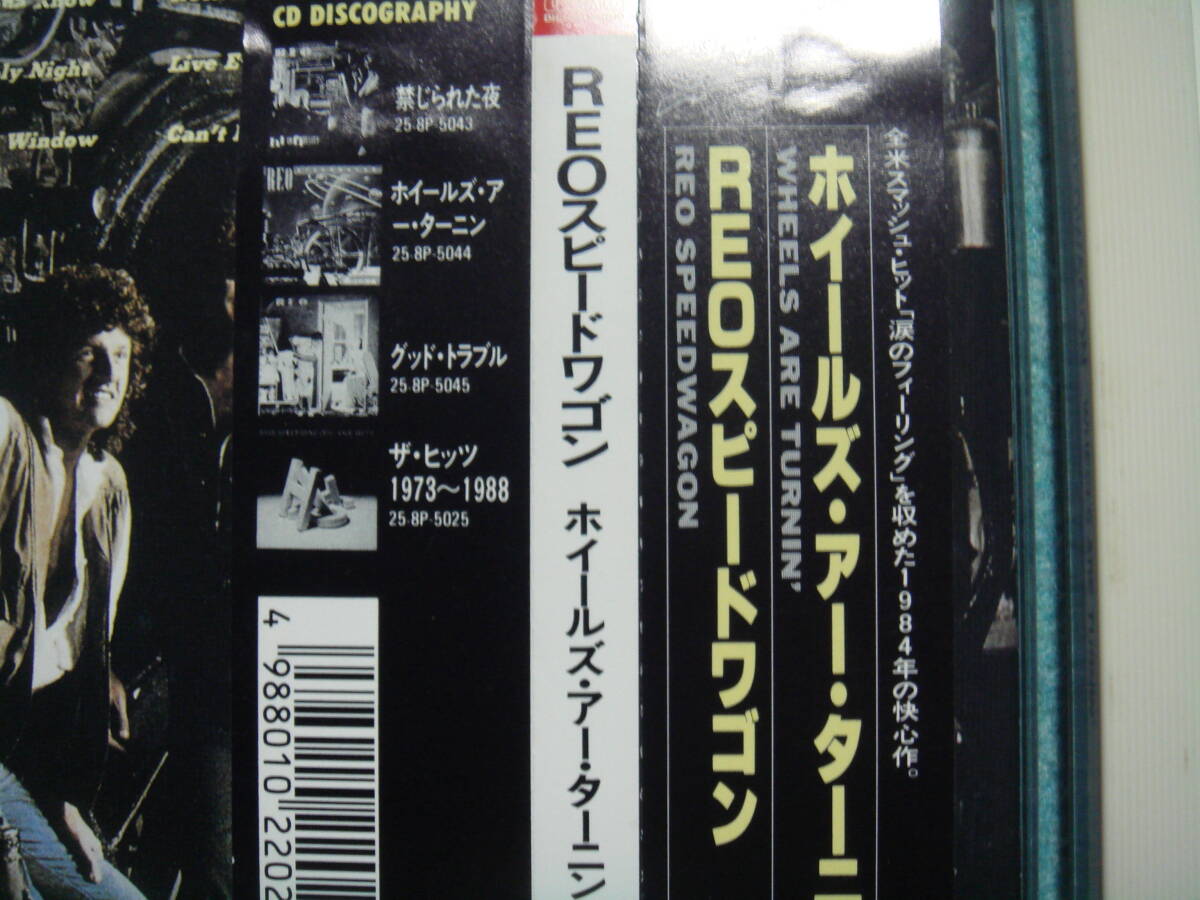 CD DISCOGRAPHY
禁じられた夜
25·8P-5043
ホイールズ・ア
ー・ターニン
25·8P-5044
グッド・トラブル
25·8P-5045
ザ・ヒッツ
1973〜1988
25·8P-5025
4 988010 2202
REOスピードワゴン ホイールズ・アー・ターニン
全米スマッシュ・ヒット「涙のフィーリング」を収めた1984年の快心作。
ホイールズ・アー・ターニ
WHEELS ARE TURNIN'
REOスピードワゴン
REO SPEEDWAGON
ly Night
Live E
Window
Can't
REO
REO